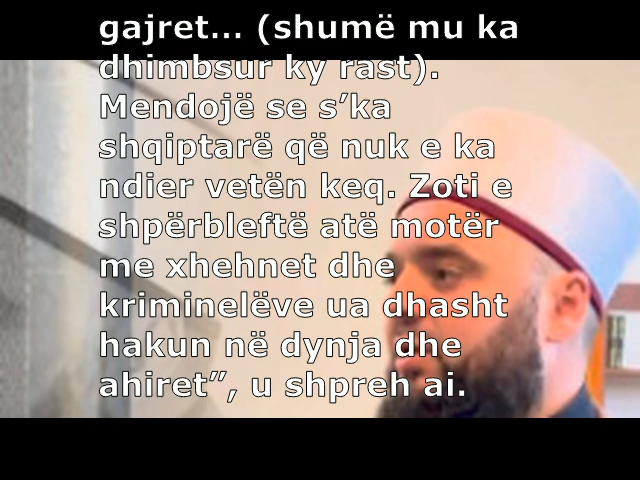 gajret... (shumë mu ka
dhimbsur ky rast).
Mendojë se s’ka
shqiptarë që nuk e ka
ndier vetën keq. Zoti e
shpërbleftë atë motër
me xhehnet dhe
kriminelëve ua dhasht
hakun në dynja dhe
ahiret”, u shpreh ai.